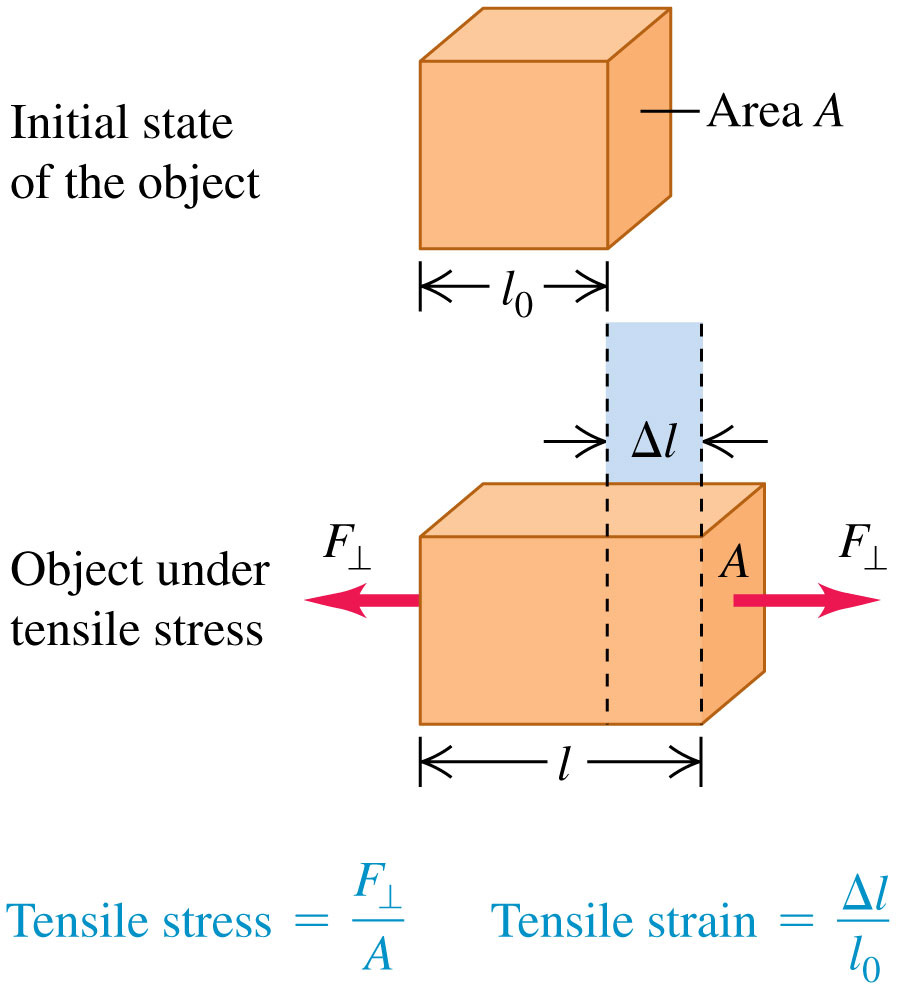 Initial state
of the object
Area A
l₀
Δl
F⊥
F⊥
A
Object under
tensile stress
l
Tensile stress = F⊥/A
Tensile strain = Δl/l₀